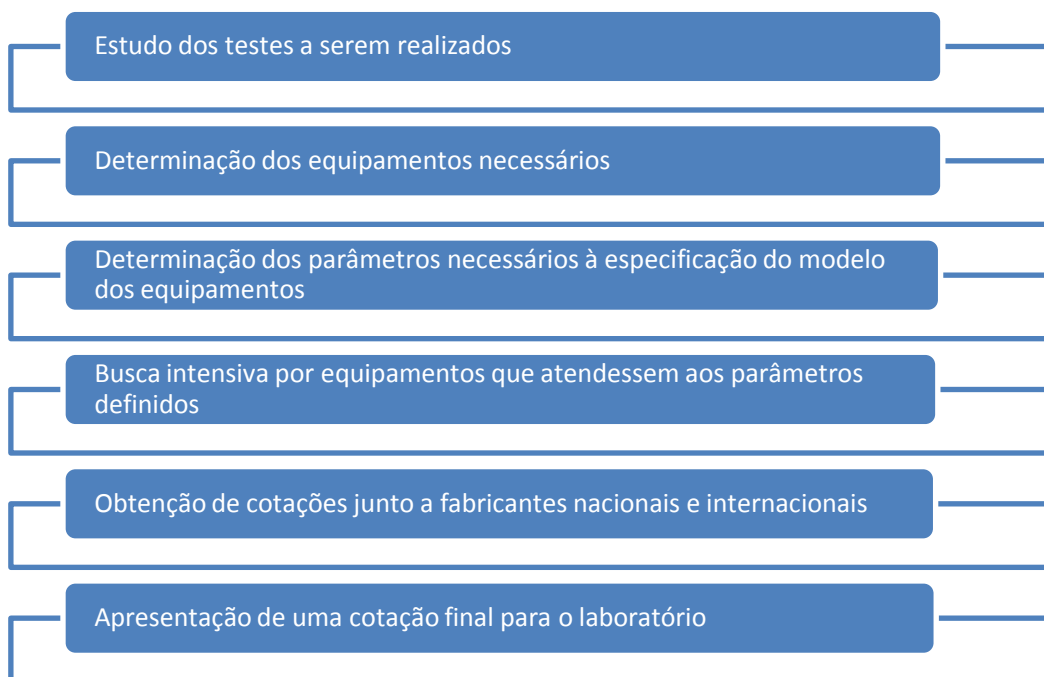 Estudo dos testes a serem realizados
Determinação dos equipamentos necessários
Determinação dos parâmetros necessários à especificação do modelo
dos equipamentos
Busca intensiva por equipamentos que atendessem aos parâmetros
definidos
Obtenção de cotações junto a fabricantes nacionais e internacionais
Apresentação de uma cotação final para o laboratório